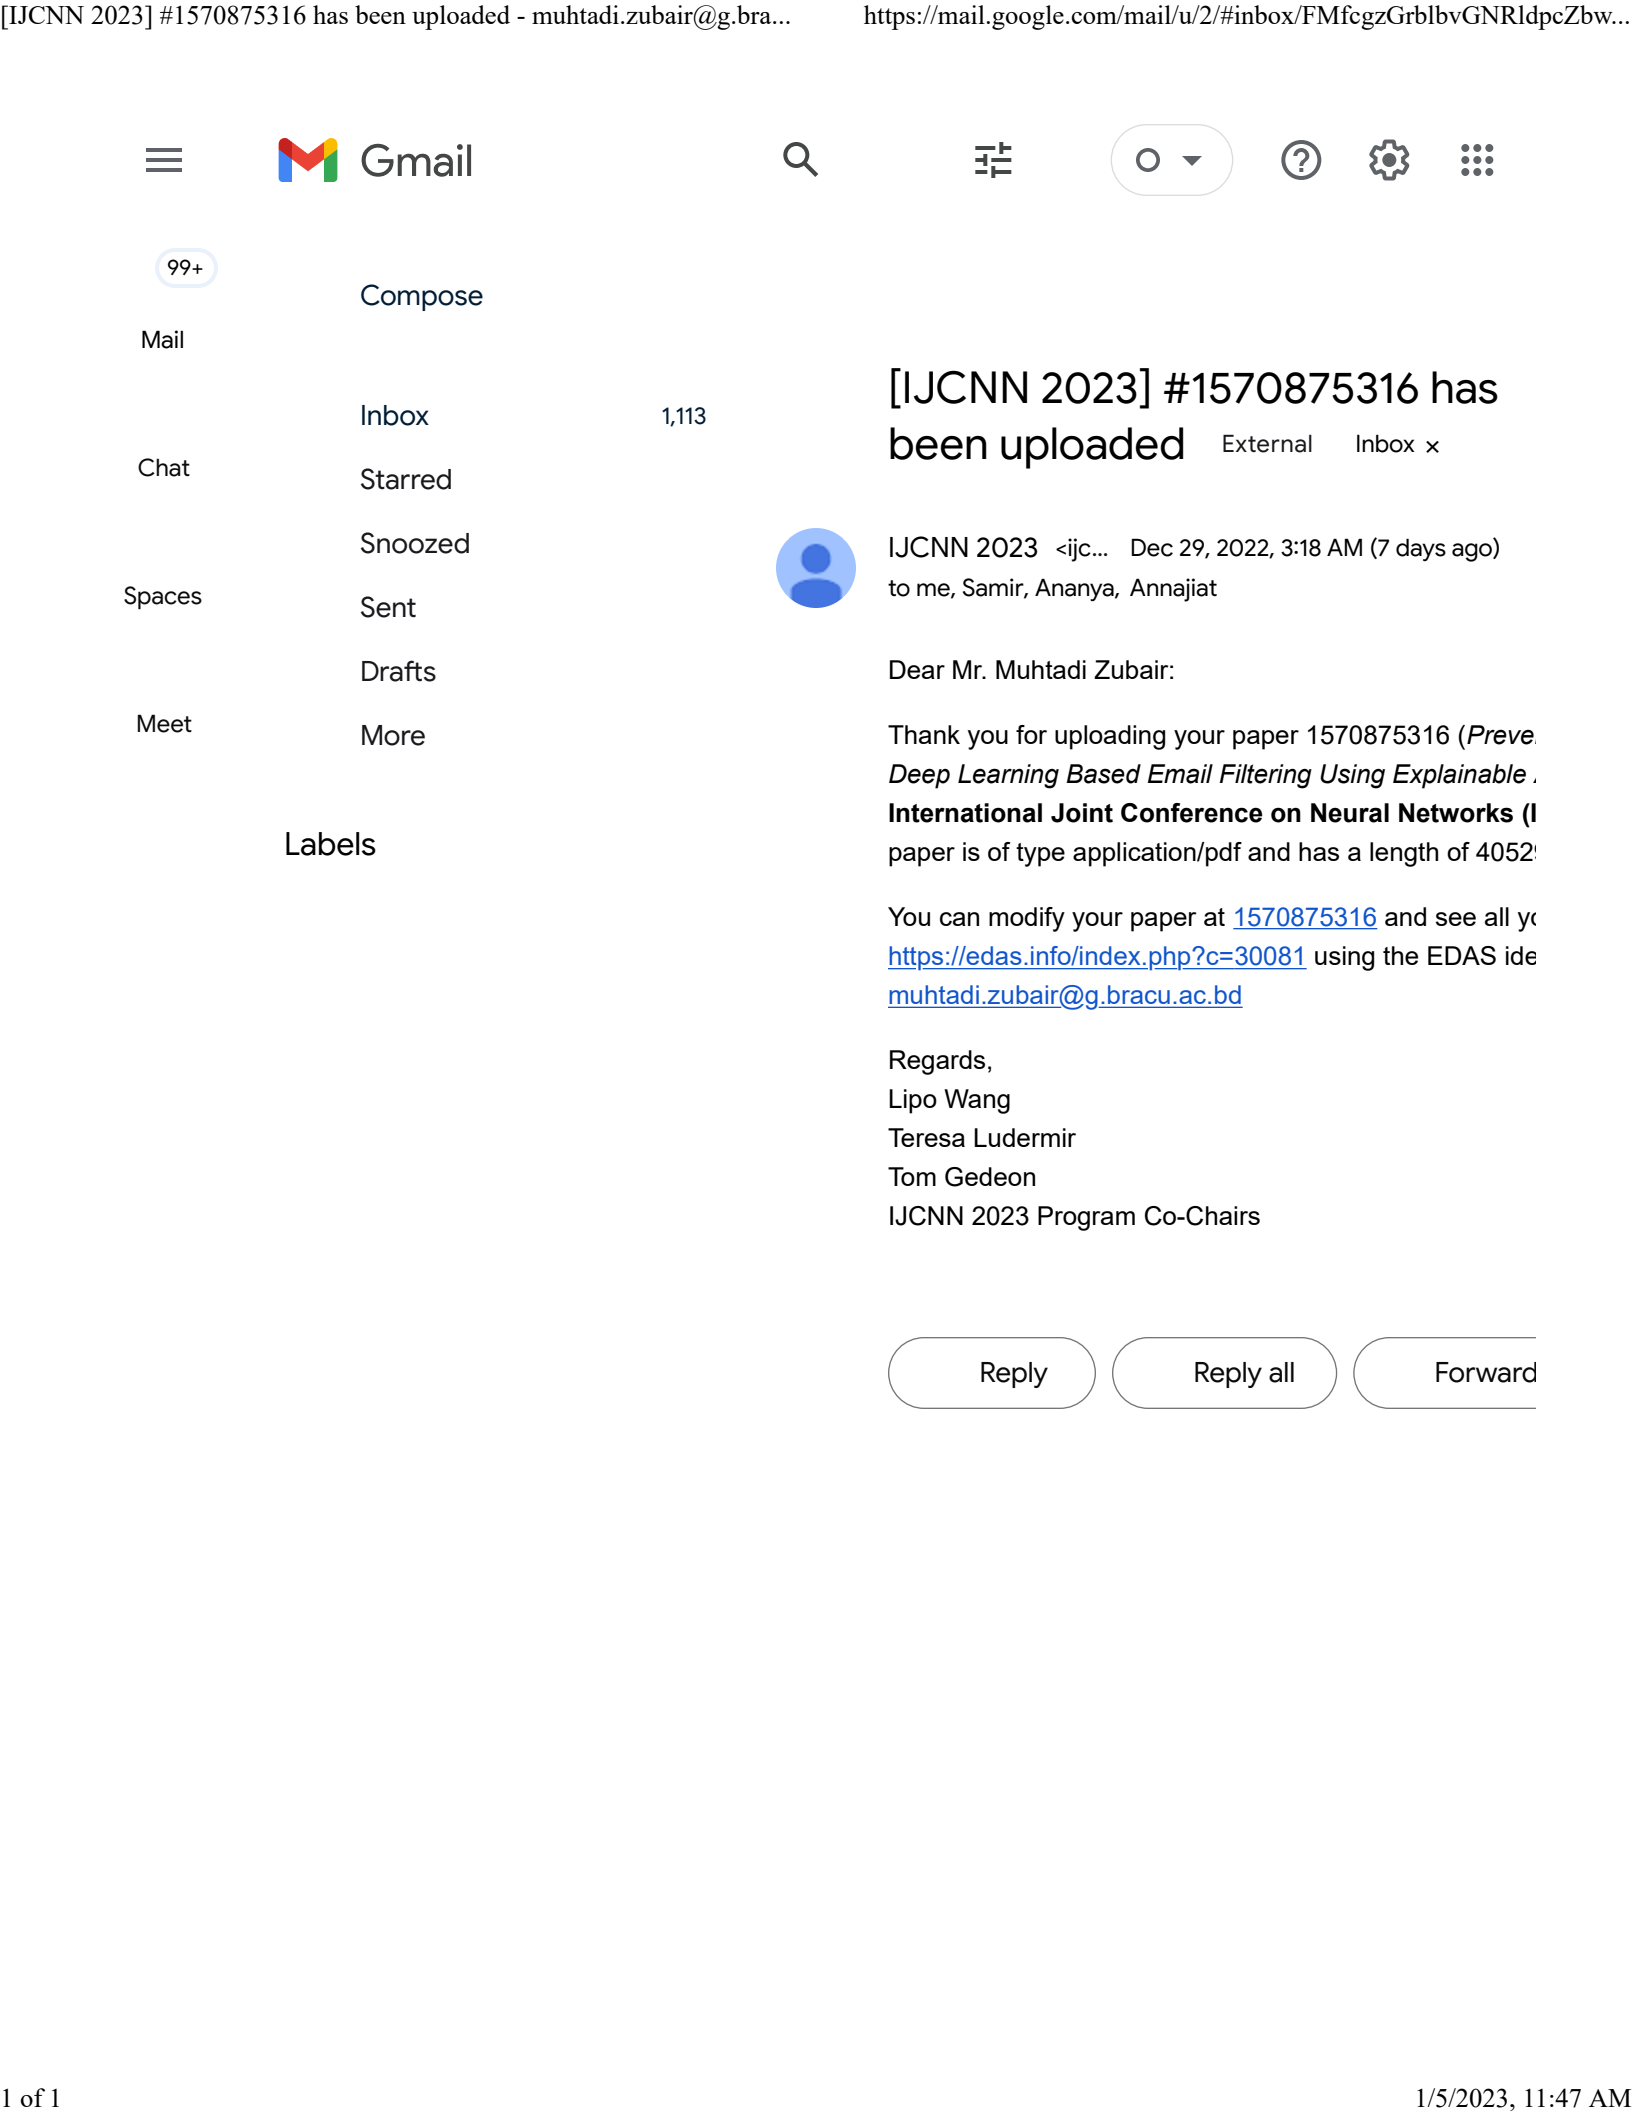 [IJCNN 2023] #1570875316 has been uploaded - muhtadi.zubair@g.bra...
https://mail.google.com/mail/u/2/#inbox/FMfcgzGrblbvGNRldpcZbw...
Gmail
99+
Mail
Chat
Spaces
Meet
Compose
Inbox 1,113
Starred
Snoozed
Sent
Drafts
More
Labels
[IJCNN 2023] #1570875316 has
been uploaded External Inbox ×
IJCNN 2023 <ijc... Dec 29, 2022, 3:18 AM (7 days ago)
to me, Samir, Ananya, Annajiat
Dear Mr. Muhtadi Zubair:
Thank you for uploading your paper 1570875316 (Preve
Deep Learning Based Email Filtering Using Explainable
International Joint Conference on Neural Networks (I
paper is of type application/pdf and has a length of 4052
You can modify your paper at 1570875316 and see all yo
https://edas.info/index.php?c=30081 using the EDAS ide
muhtadi.zubair@g.bracu.ac.bd
Regards,
Lipo Wang
Teresa Ludermir
Tom Gedeon
IJCNN 2023 Program Co-Chairs
Reply Reply all Forward
1 of 1
1/5/2023, 11:47 AM